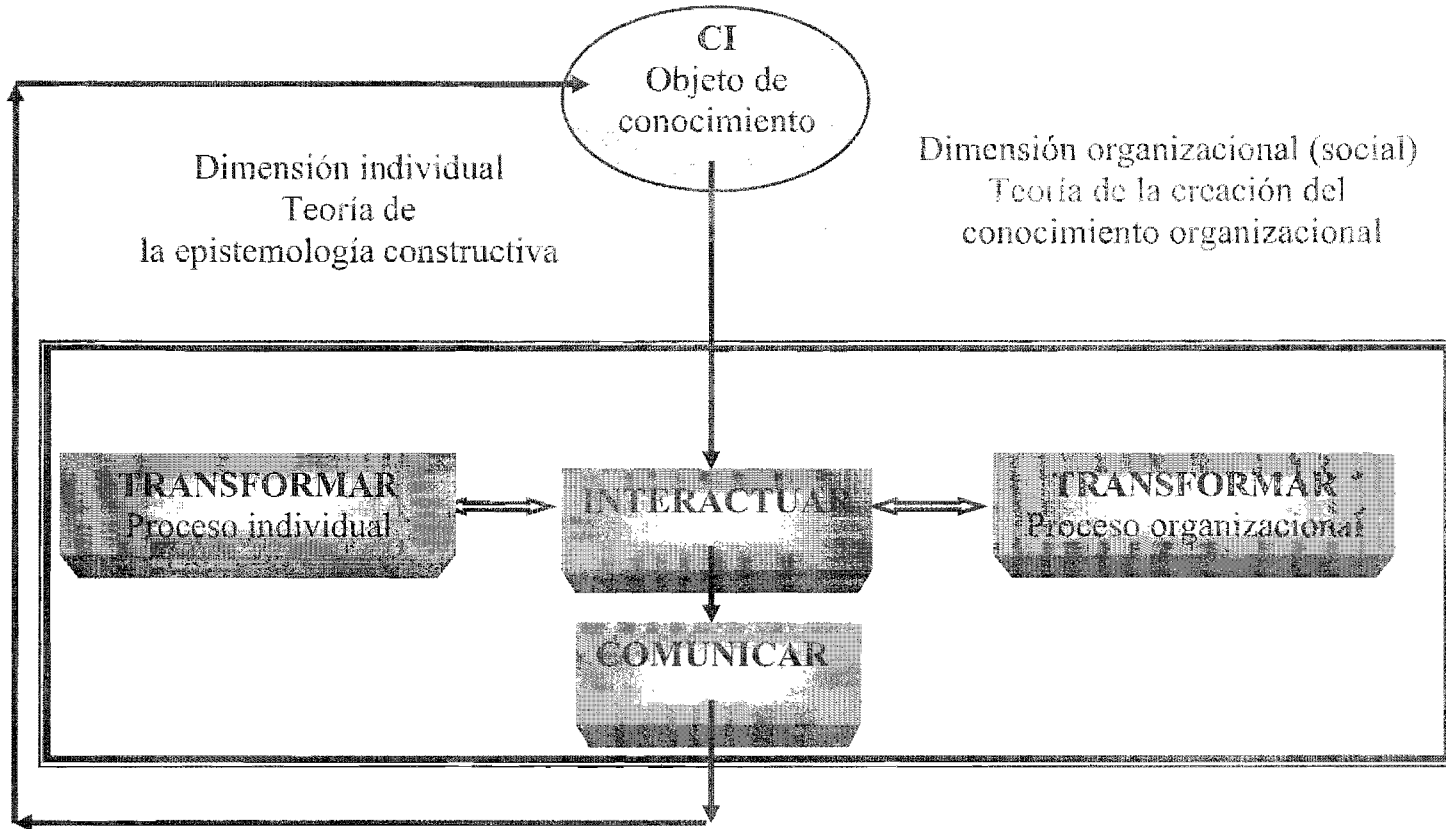 CI
Objeto de
conocimiento
Dimensión individual
Teoría de
la epistemología constructiva
Dimensión organizacional (social)
Teoría de la creación del
conocimiento organizacional
TRANSFORMAR
Proceso individual
INTERACTUAR
TRANSFORMAR
Proceso organizacional
COMUNICAR